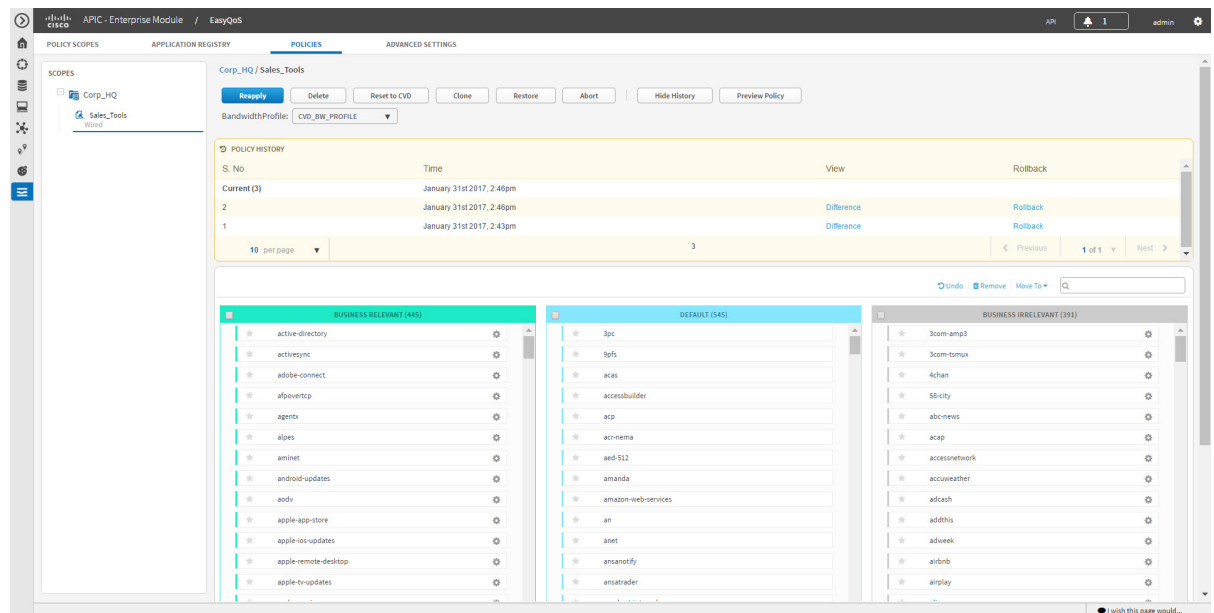 CISCO APIC - Enterprise Module / EasyQoS API 1 admin
POLICY SCOPES APPLICATION REGISTRY POLICIES ADVANCED SETTINGS
SCOPES
Corp_HQ
Sales_Tools
Wired
Corp_HQ / Sales_Tools
Reapply Delete Reset to CVD Clone Restore Abort Hide History Preview Policy
BandwidthProfile: CVD_BW_PROFILE
POLICY HISTORY
S. No Time View Rollback
Current (3) January 31st 2017, 2:46pm
2 January 31st 2017, 2:46pm Difference Rollback
1 January 31st 2017, 2:43pm Difference Rollback
10 per page 3 Previous 1 of 1 Next
Undo Remove Move To
BUSINESS RELEVANT (445)
active-directory
activesync
adobe-connect
afpovertcp
agentx
alpes
aminet
android-updates
aodv
apple-app-store
apple-ios-updates
apple-remote-desktop
apple-tv-updates
DEFAULT (545)
3pc
9pfs
acas
accessbuilder
acp
acr-nema
aed-512
amanda
amazon-web-services
an
anet
ansanotify
ansatrader
BUSINESS IRRELEVANT (391)
3com-amp3
3com-tsmux
4chan
58-city
abc-news
acap
accessnetwork
accuweather
adcash
addthis
adweek
airbnb
airplay
I wish this page would...